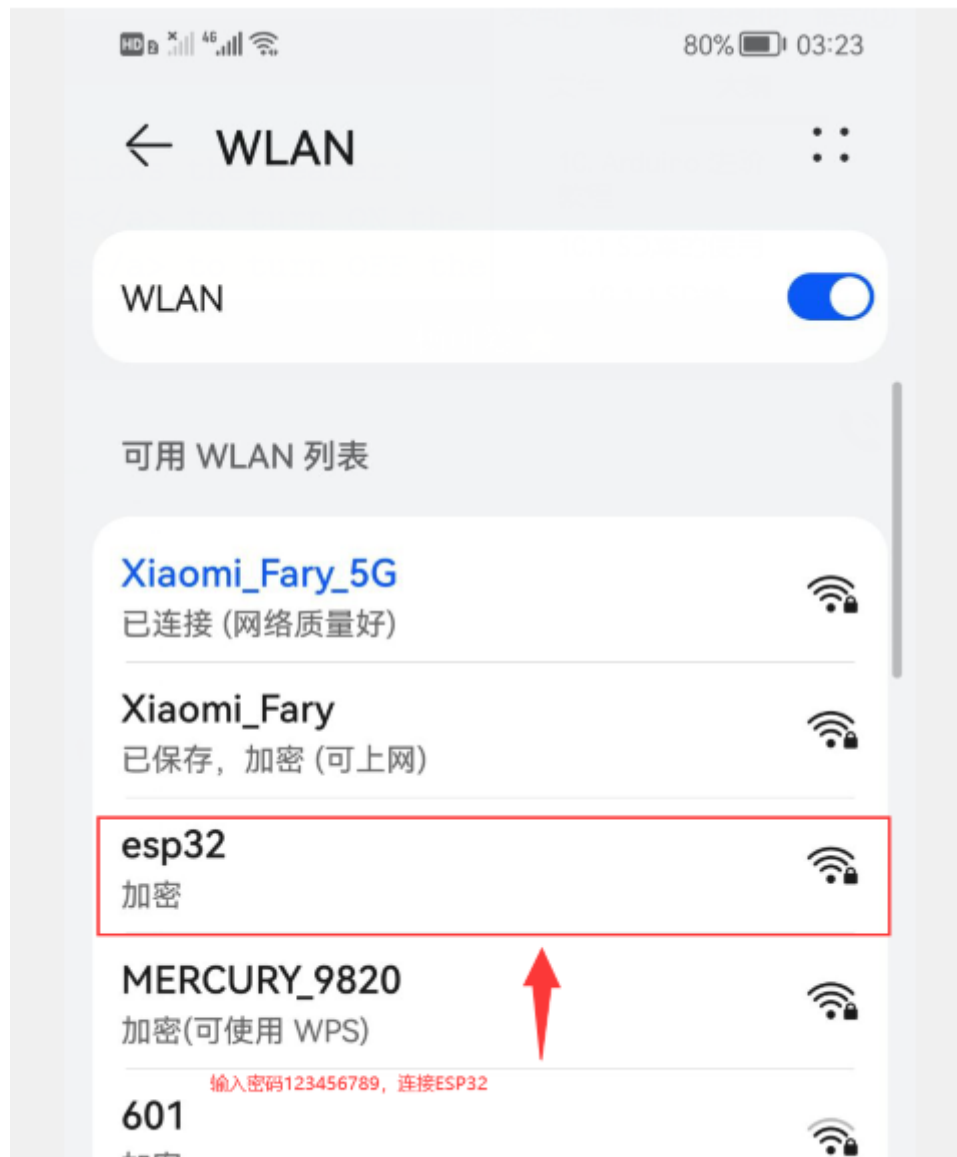 HD 2 4G 80% 03:23
WLAN
WLAN
可用 WLAN 列表
Xiaomi_Fary_5G
已连接 (网络质量好)
Xiaomi_Fary
已保存，加密 (可上网)
esp32
加密
MERCURY_9820
加密(可使用 WPS)
输入密码123456789，连接ESP32
601